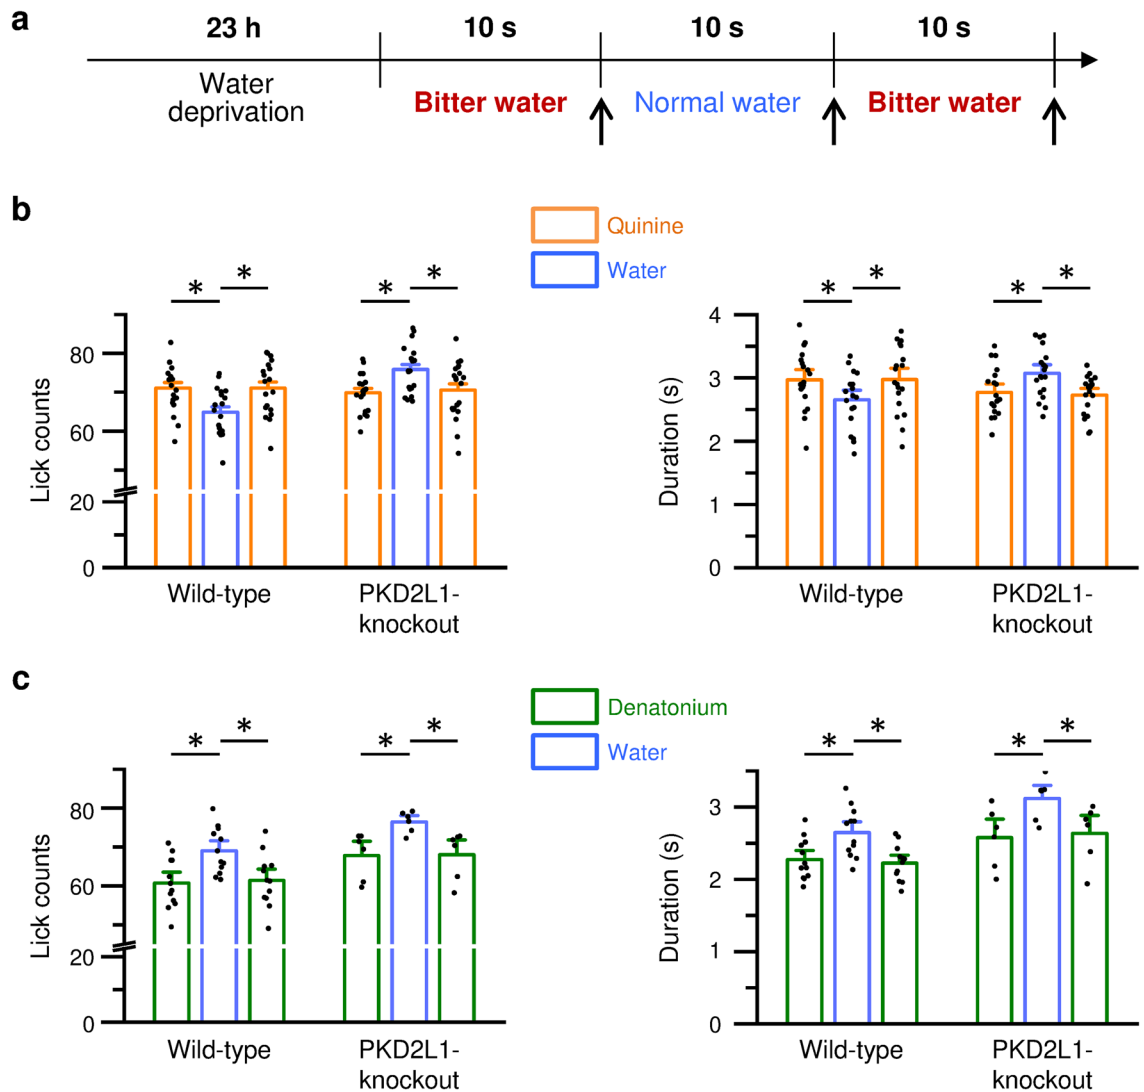 a
23 h
10 s
10 s
10 s
Water
deprivation
Bitter water
Normal water
Bitter water
b
Quinine
Water
Lick counts
80
60
20
0
* * * *
Wild-type
PKD2L1-
knockout
Duration (s)
4
3
2
1
0
* * * *
Wild-type
PKD2L1-
knockout
c
Denatonium
Water
Lick counts
80
60
20
0
* * * *
Wild-type
PKD2L1-
knockout
Duration (s)
3
2
1
0
* * * *
Wild-type
PKD2L1-
knockout